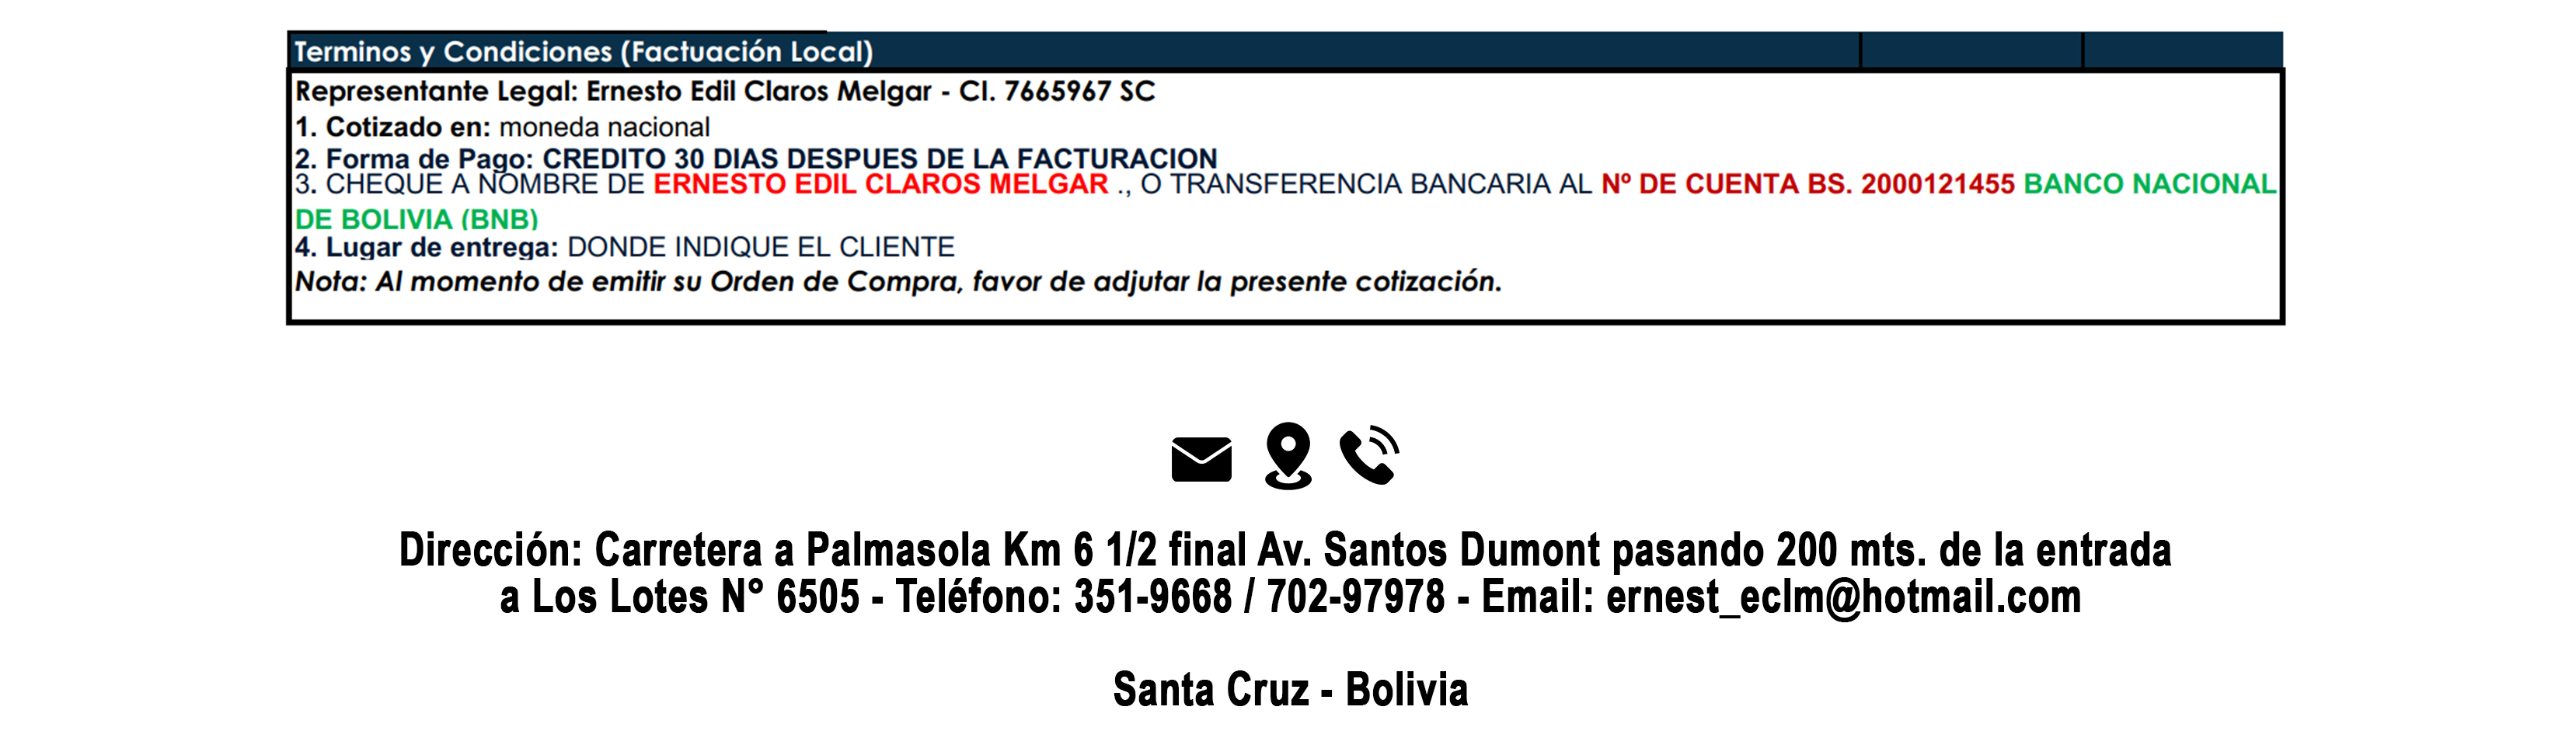 Terminos y Condiciones (Factuación Local)
Representante Legal: Ernesto Edil Claros Melgar - CI. 7665967 SC
1. Cotizado en: moneda nacional
2. Forma de Pago: CREDITO 30 DIAS DESPUES DE LA FACTURACION
3. CHEQUE A NOMBRE DE ERNESTO EDIL CLAROS MELGAR ., O TRANSFERENCIA BANCARIA AL Nº DE CUENTA BS. 2000121455 BANCO NACIONAL
DE BOLIVIA (BNB)
4. Lugar de entrega: DONDE INDIQUE EL CLIENTE
Nota: Al momento de emitir su Orden de Compra, favor de adjutar la presente cotización.
Dirección: Carretera a Palmasola Km 6 1/2 final Av. Santos Dumont pasando 200 mts. de la entrada
a Los Lotes N° 6505 - Teléfono: 351-9668 / 702-97978 - Email: ernest_eclm@hotmail.com
Santa Cruz - Bolivia